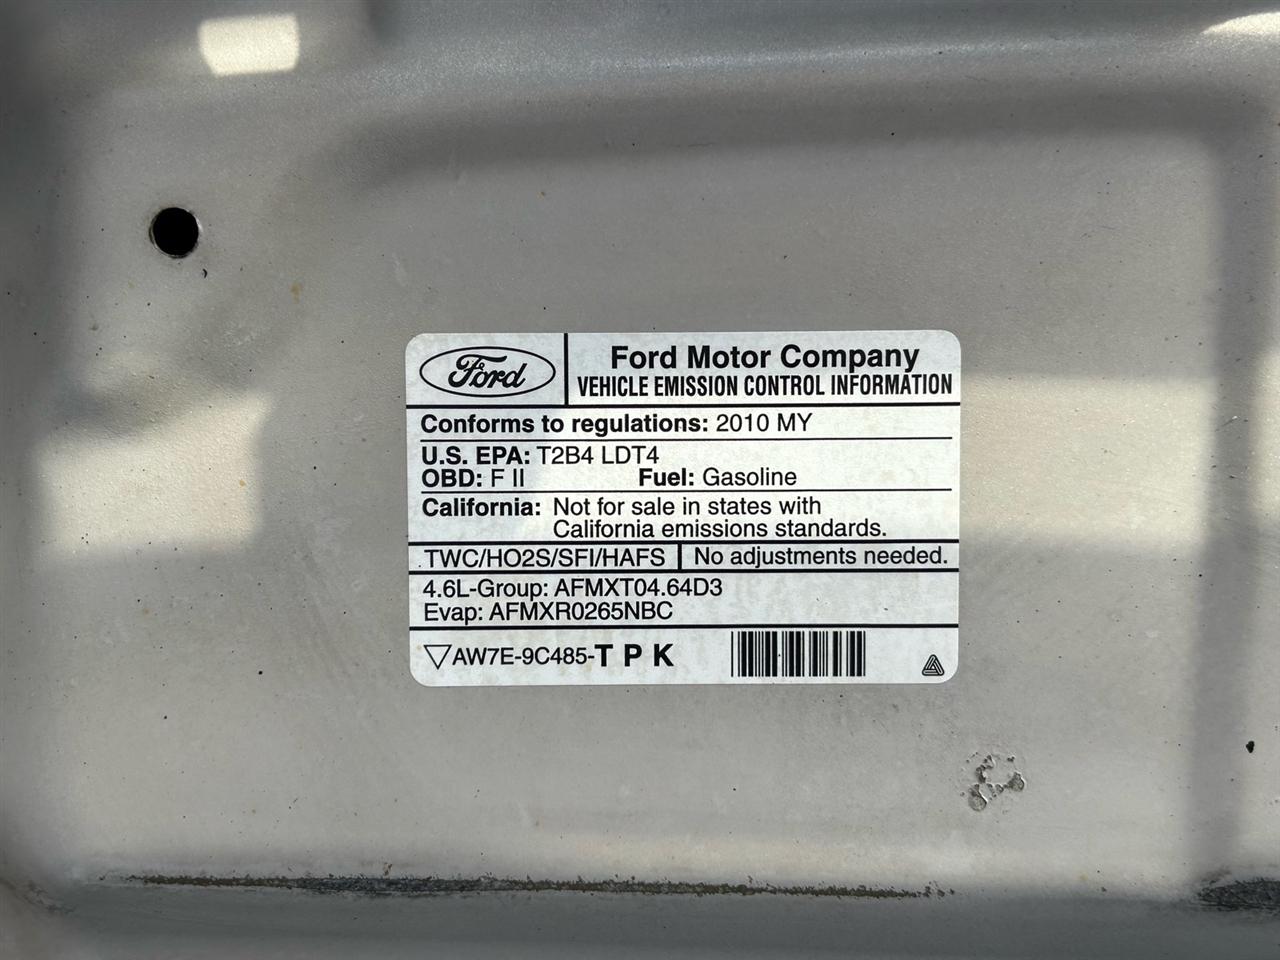 Ford
Ford Motor Company
VEHICLE EMISSION CONTROL INFORMATION
Conforms to regulations: 2010 MY
U.S. EPA: T2B4 LDT4
OBD: F II Fuel: Gasoline
California: Not for sale in states with
California emissions standards.
TWC/HO2S/SFI/HAFS No adjustments needed.
4.6L-Group: AFMXT04.64D3
Evap: AFMXR0265NBC
AW7E-9C485-T P K